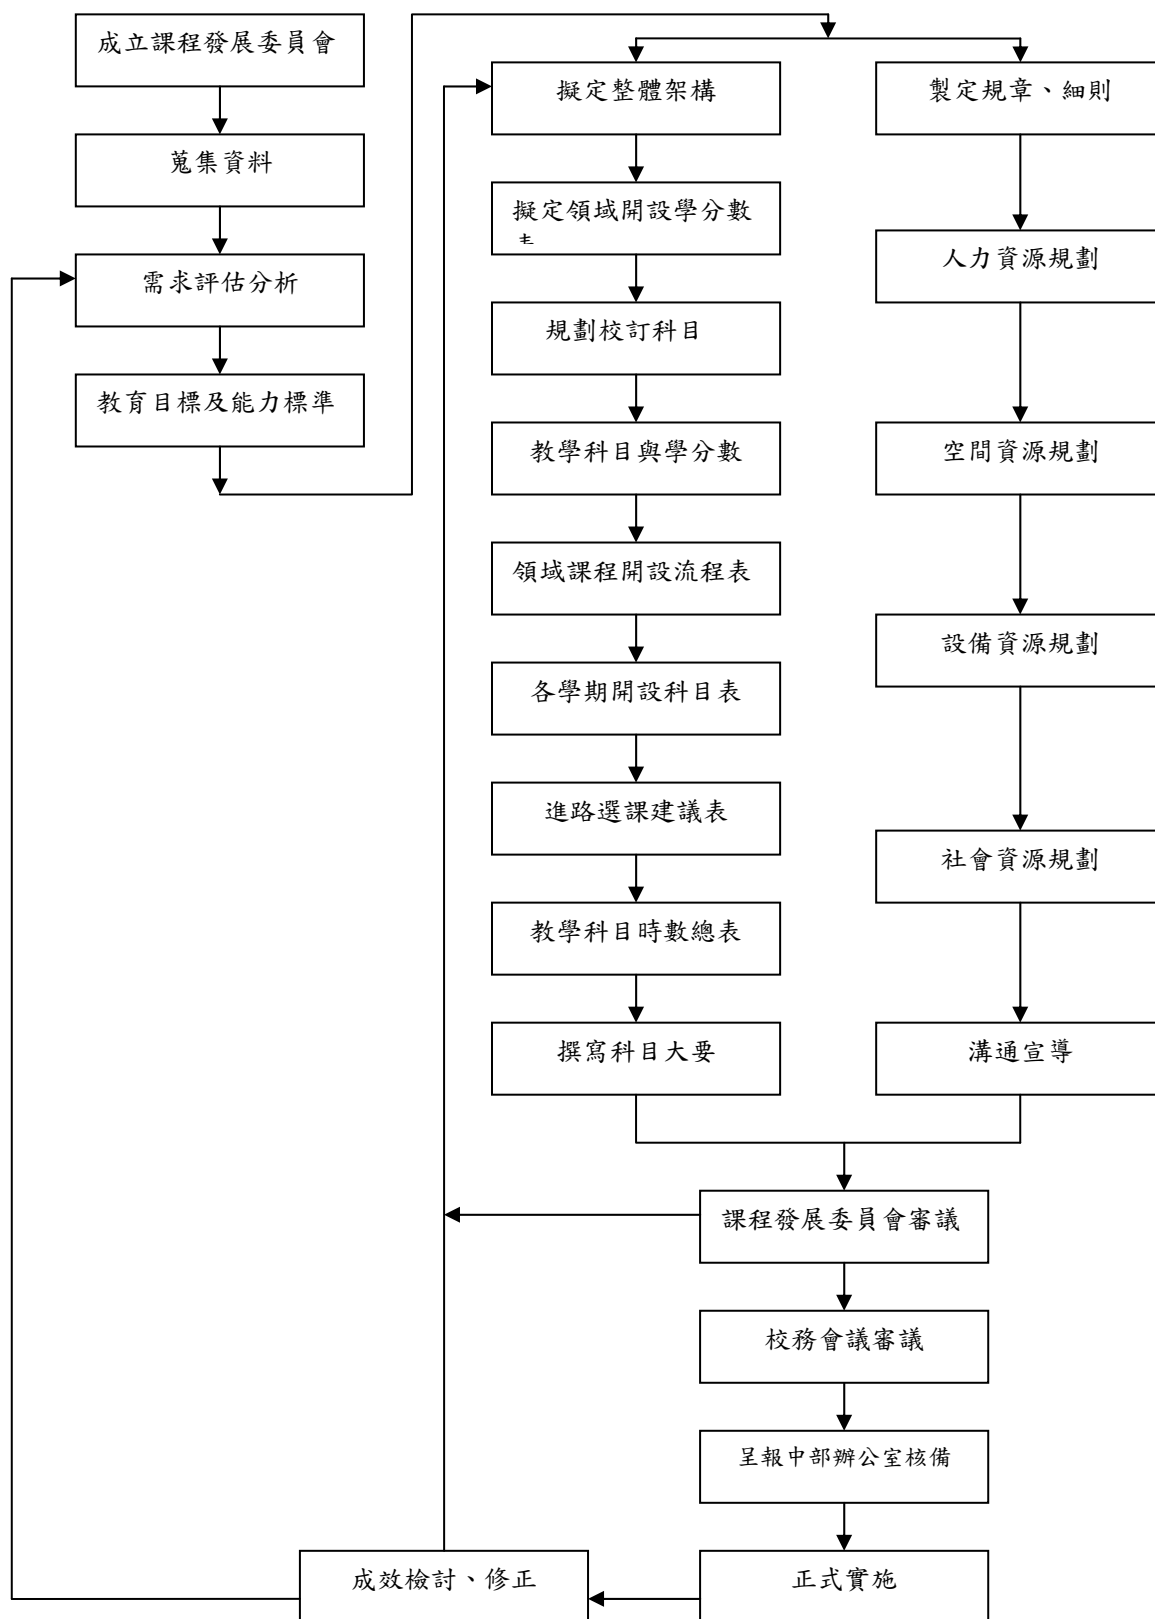 成立課程發展委員會
蒐集資料
需求評估分析
教育目標及能力標準
擬定整體架構
擬定領域開設學分數
規劃校訂科目
教學科目與學分數
領域課程開設流程表
各學期開設科目表
進路選課建議表
教學科目時數總表
撰寫科目大要
製定規章、細則
人力資源規劃
空間資源規劃
設備資源規劃
社會資源規劃
溝通宣導
課程發展委員會審議
校務會議審議
呈報中部辦公室核備
正式實施
成效檢討、修正